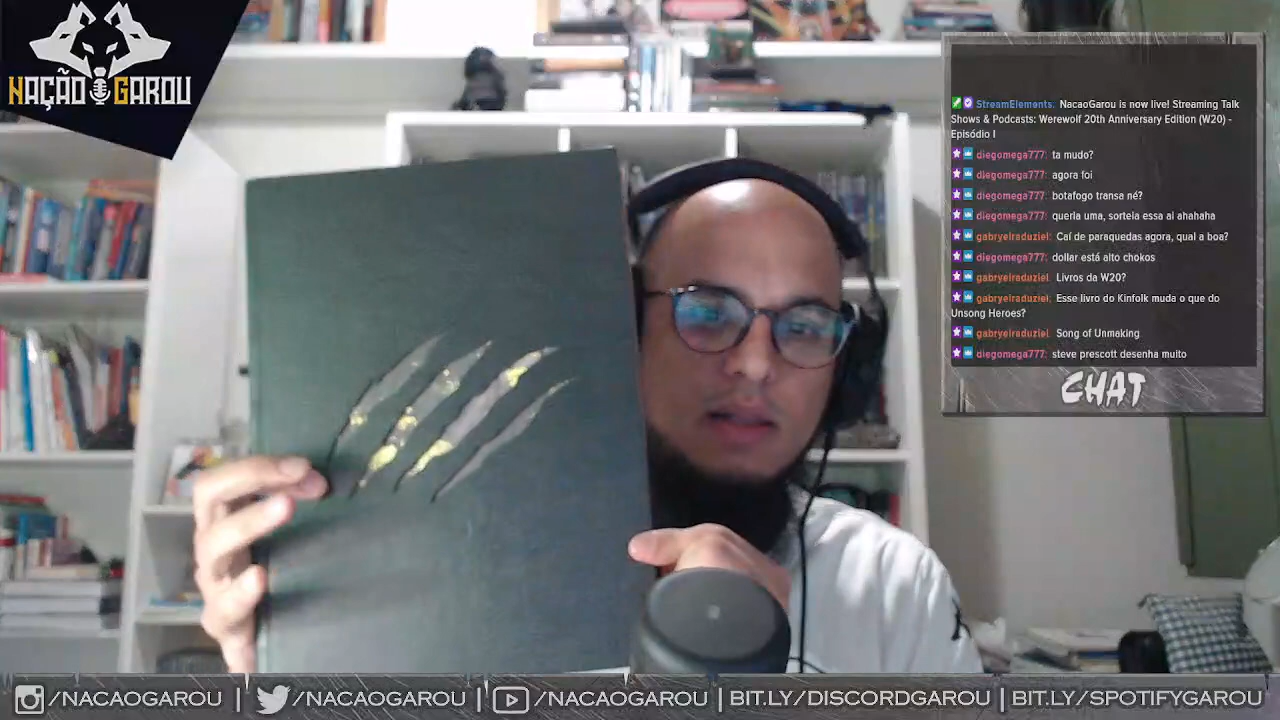 NAÇÃO GAROU
StreamElements: NacaoGarou is now live! Streaming Talk
Shows & Podcasts: Werewolf 20th Anniversary Edition (W20) -
Episódio I
diegomega777: ta mudo?
diegomega777: agora foi
diegomega777: botafogo transa né?
diegomega777: queria uma, sorteia essa ai ahahaha
gabryelraduziel: Caí de paraquedas agora, qual a boa?
diegomega777: dollar está alto chokos
gabryelraduziel: Livros da W20?
gabryelraduziel: Esse livro do Kinfolk muda o que do
Unsong Heroes?
gabryelraduziel: Song of Unmaking
diegomega777: steve prescott desenha muito
CHAT
/NACAOGAROU | /NACAOGAROU | /NACAOGAROU | BIT.LY/DISCORDGAROU | BIT.LY/SPOTIFYGAROU